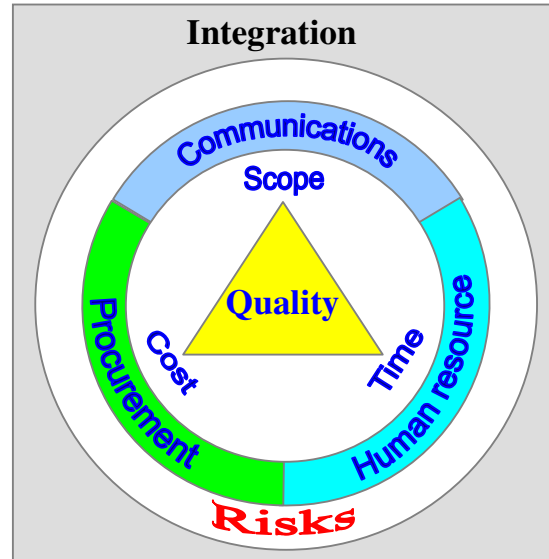 Integration
Communications
Scope
Quality
Cost
Time
Procurement
Human resource
Risks